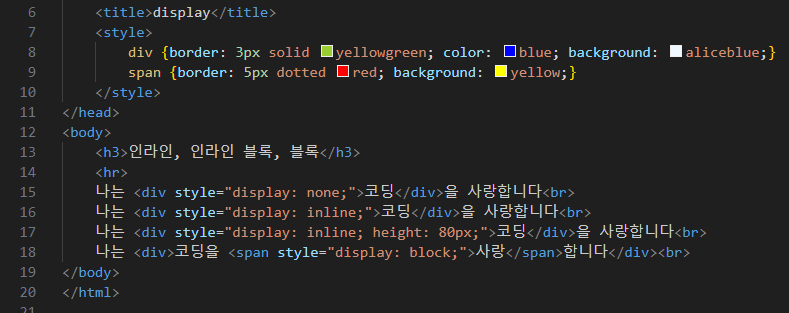 6 <title>display</title>
7 <style>
8 div {border: 3px solid yellowgreen; color: blue; background: aliceblue;}
9 span {border: 5px dotted red; background: yellow;}
10 </style>
11 </head>
12 <body>
13 <h3>인라인, 인라인 블록, 블록</h3>
14 <hr>
15 나는 <div style="display: none;">코딩</div>을 사랑합니다<br>
16 나는 <div style="display: inline;">코딩</div>을 사랑합니다<br>
17 나는 <div style="display: inline; height: 80px;">코딩</div>을 사랑합니다<br>
18 나는 <div>코딩을 <span style="display: block;">사랑</span>합니다</div><br>
19 </body>
20 </html>